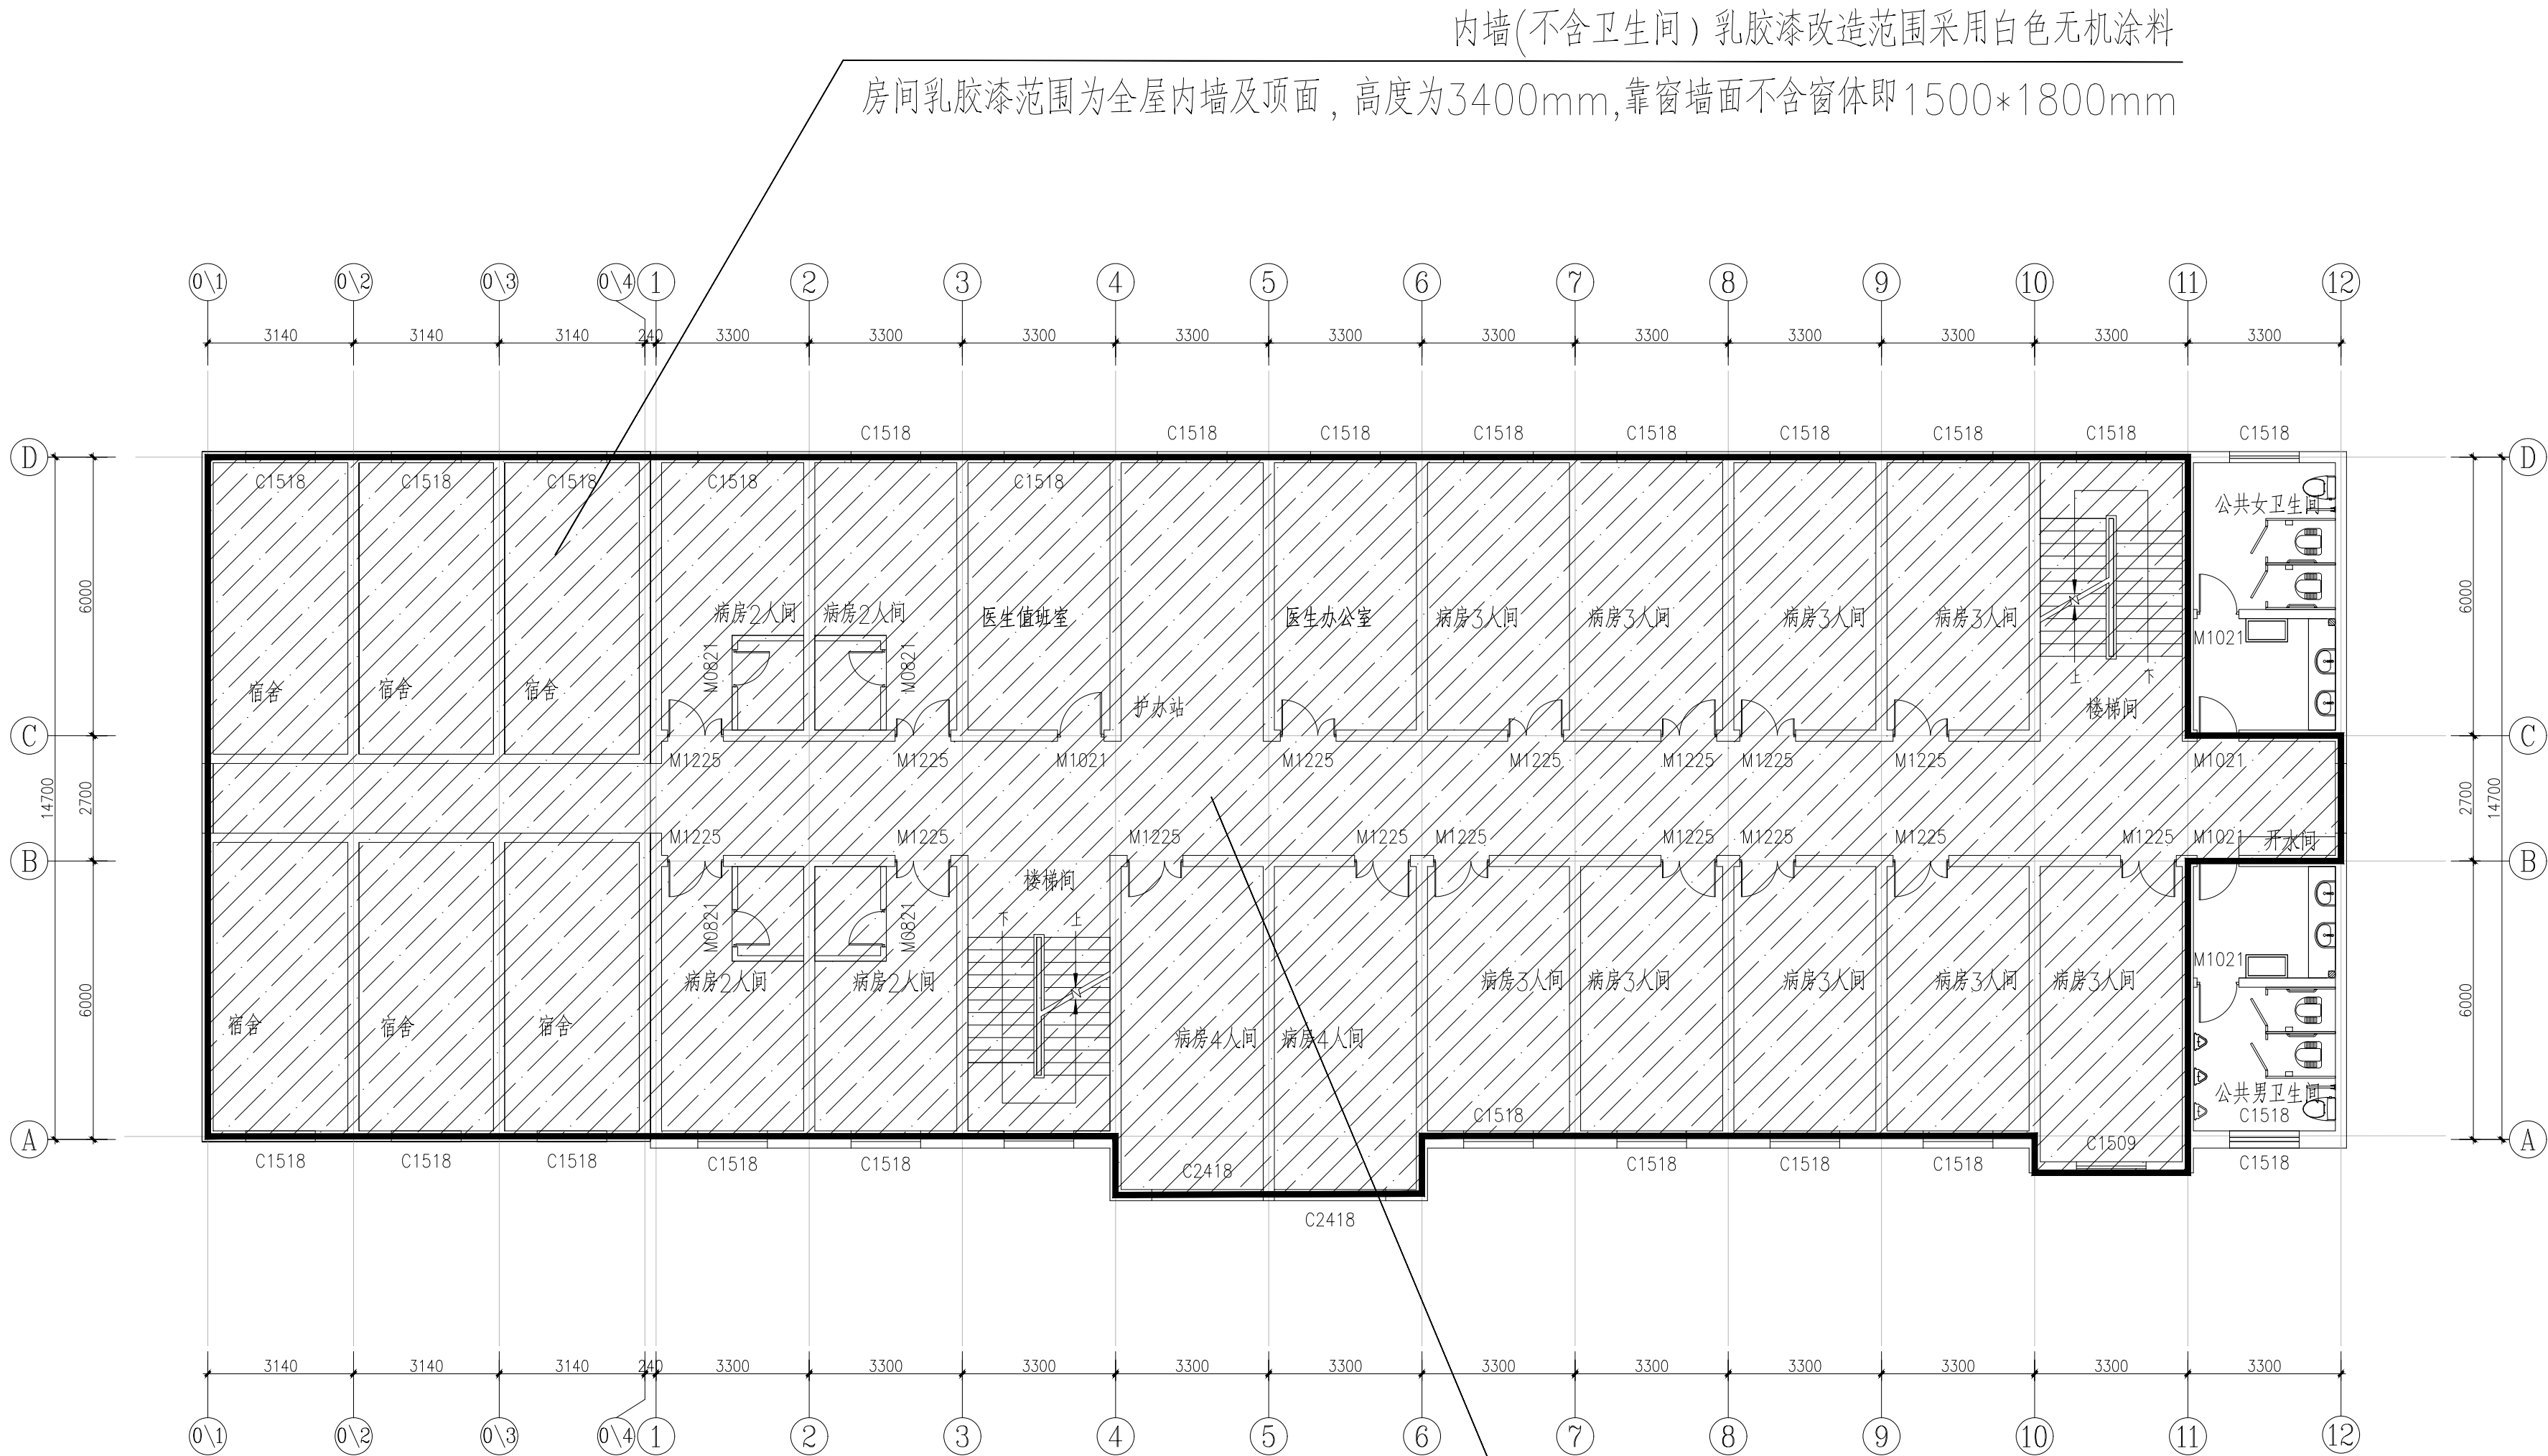 内墙(不含卫生间)乳胶漆改造范围采用白色无机涂料
房间乳胶漆范围为全屋内墙及顶面,高度为3400mm,靠窗墙面不含窗体即1500*1800mm
0\1 0\2 0\3 0\4 1 2 3 4 5 6 7 8 9 10 11 12
3140 3140 3140 240 3300 3300 3300 3300 3300 3300 3300 3300 3300 3300 3300
C1518 C1518 C1518 C1518 C1518 C1518 C1518 C1518 C1518
D D
C1518 C1518 C1518 C1518 C1518
公共女卫生间
6000 6000
病房2人间 病房2人间 医生值班室 医生办公室 病房3人间 病房3人间 病房3人间 病房3人间
M0821 M0821 M1021
上 下
宿舍 宿舍 宿舍 护办站 楼梯间
C C
M1225 M1225 M1021 M1225 M1225 M1225 M1225 M1225 M1021
14700 2700 2700 14700
M1225 M1225 M1225 M1225 M1225 M1225 M1225 M1225 M1225 M1021 开水间
B B
楼梯间
下 上
M0821 M0821 M1021
病房2人间 病房2人间 病房3人间 病房3人间 病房3人间 病房3人间 病房3人间
6000 6000
宿舍 宿舍 宿舍 病房4人间 病房4人间
公共男卫生间
C1518 C1518
A A
C1509
C1518 C1518 C1518 C1518 C1518 C1518 C1518 C1518 C1518
C2418
C2418
3140 3140 3140 240 3300 3300 3300 3300 3300 3300 3300 3300 3300 3300 3300
0\1 0\2 0\3 0\4 1 2 3 4 5 6 7 8 9 10 11 12